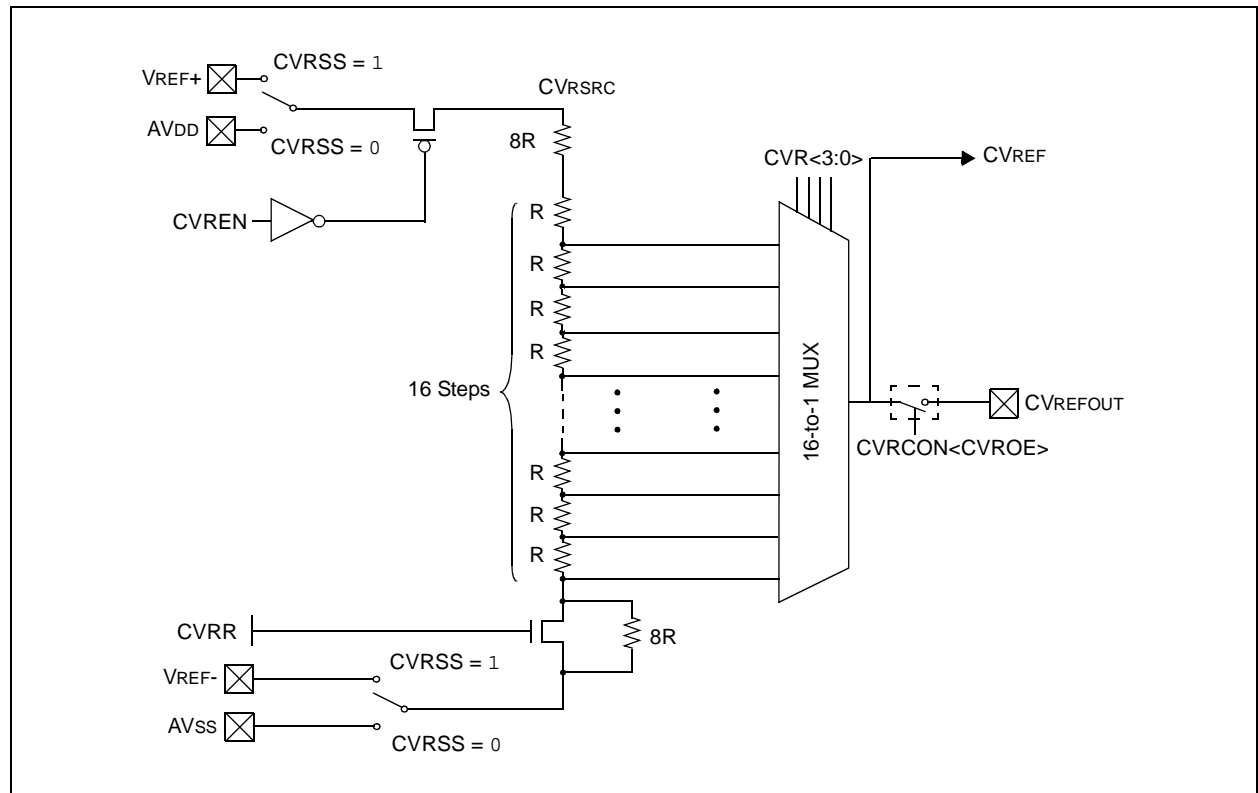 CVRSS = 1
VREF+
CVRSRC
AVDD
8R
CVRSS = 0
CVR<3:0>
CVREF
CVREN
R
R
R
R
16 Steps
16-to-1 MUX
CVREFOUT
CVRCON<CVROE>
R
R
R
CVRR
8R
CVRSS = 1
VREF-
AVSS
CVRSS = 0